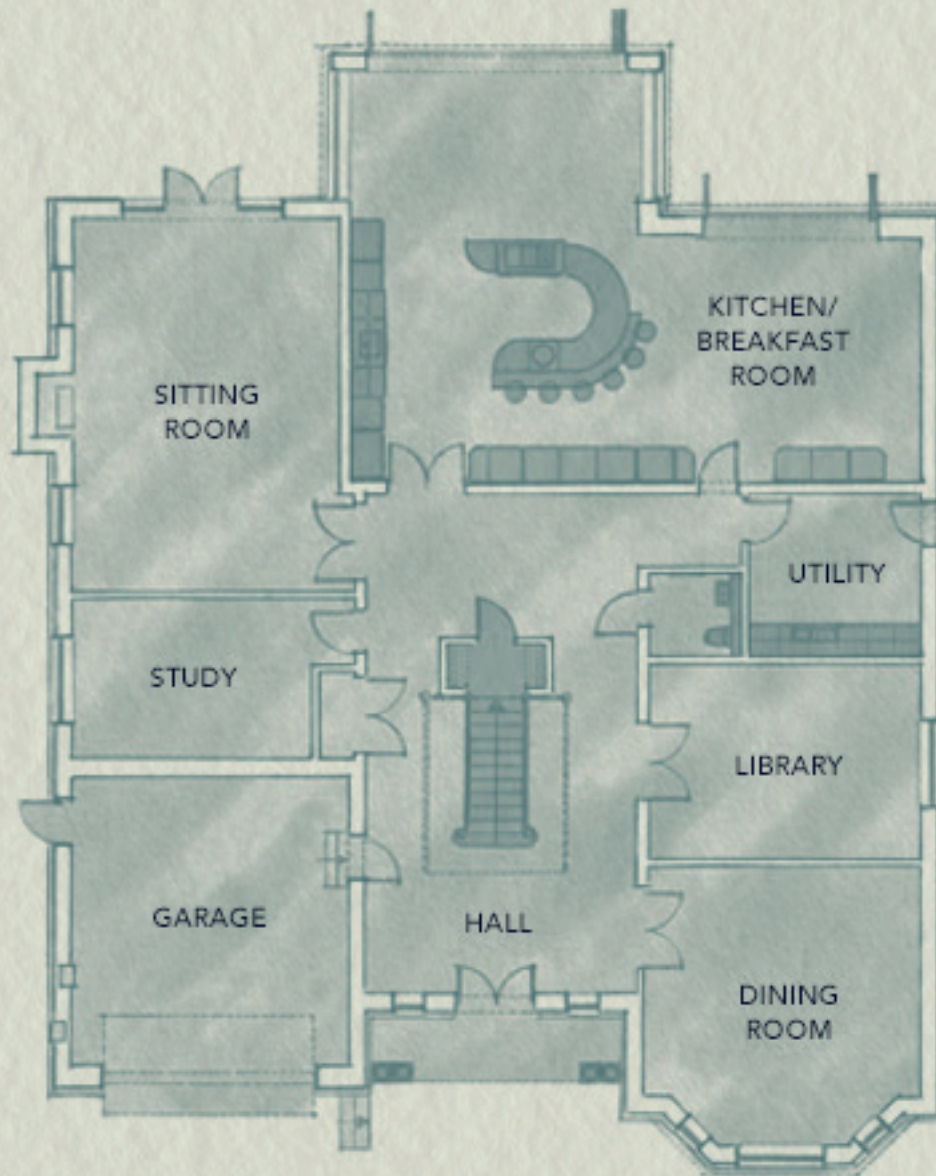 KITCHEN/
BREAKFAST
ROOM
SITTING
ROOM
UTILITY
STUDY
LIBRARY
GARAGE
HALL
DINING
ROOM